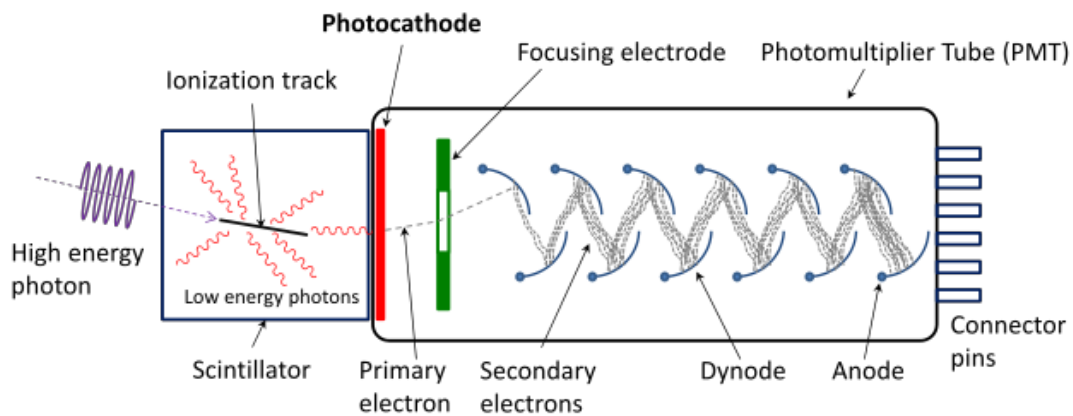 Photocathode
Focusing electrode
Photomultiplier Tube (PMT)
Ionization track
High energy
photon
Low energy photons
Scintillator
Primary
electron
Secondary
electrons
Dynode
Anode
Connector
pins